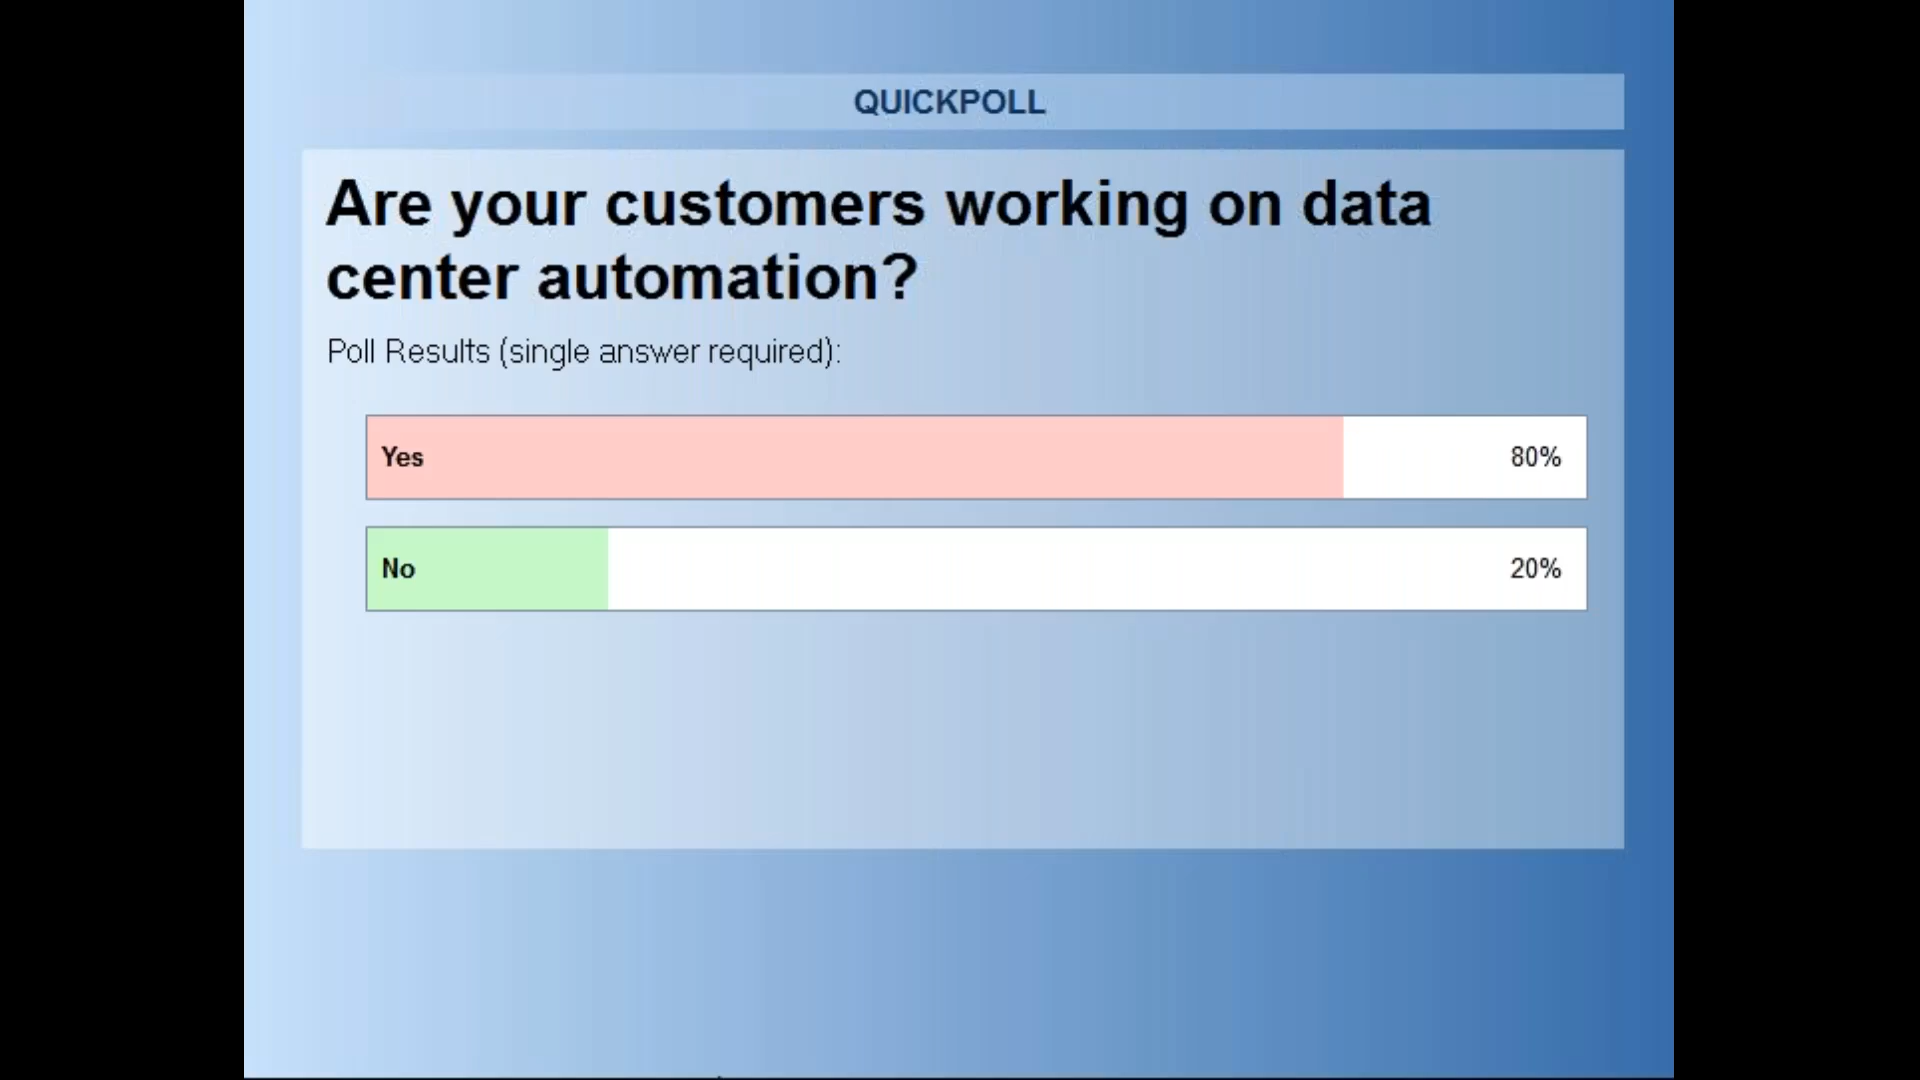 QUICKPOLL
Are your customers working on data
center automation?
Poll Results (single answer required):
Yes 80%
No 20%